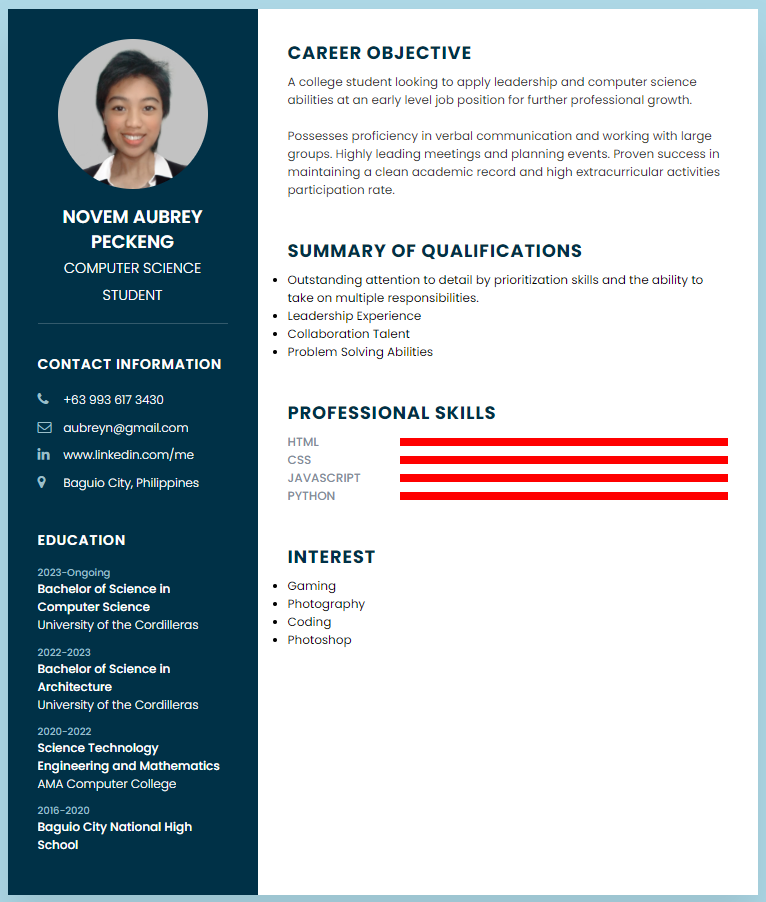 NOVEM AUBREY
PECKENG
COMPUTER SCIENCE
STUDENT
CONTACT INFORMATION
+63 993 617 3430
aubreyn@gmail.com
www.linkedin.com/me
Baguio City, Philippines
EDUCATION
2023-Ongoing
Bachelor of Science in
Computer Science
University of the Cordilleras
2022-2023
Bachelor of Science in
Architecture
University of the Cordilleras
2020-2022
Science Technology
Engineering and Mathematics
AMA Computer College
2016-2020
Baguio City National High
School
CAREER OBJECTIVE
A college student looking to apply leadership and computer science
abilities at an early level job position for further professional growth.
Possesses proficiency in verbal communication and working with large
groups. Highly leading meetings and planning events. Proven success in
maintaining a clean academic record and high extracurricular activities
participation rate.
SUMMARY OF QUALIFICATIONS
Outstanding attention to detail by prioritization skills and the ability to
take on multiple responsibilities.
Leadership Experience
Collaboration Talent
Problem Solving Abilities
PROFESSIONAL SKILLS
HTML
CSS
JAVASCRIPT
PYTHON
INTEREST
Gaming
Photography
Coding
Photoshop